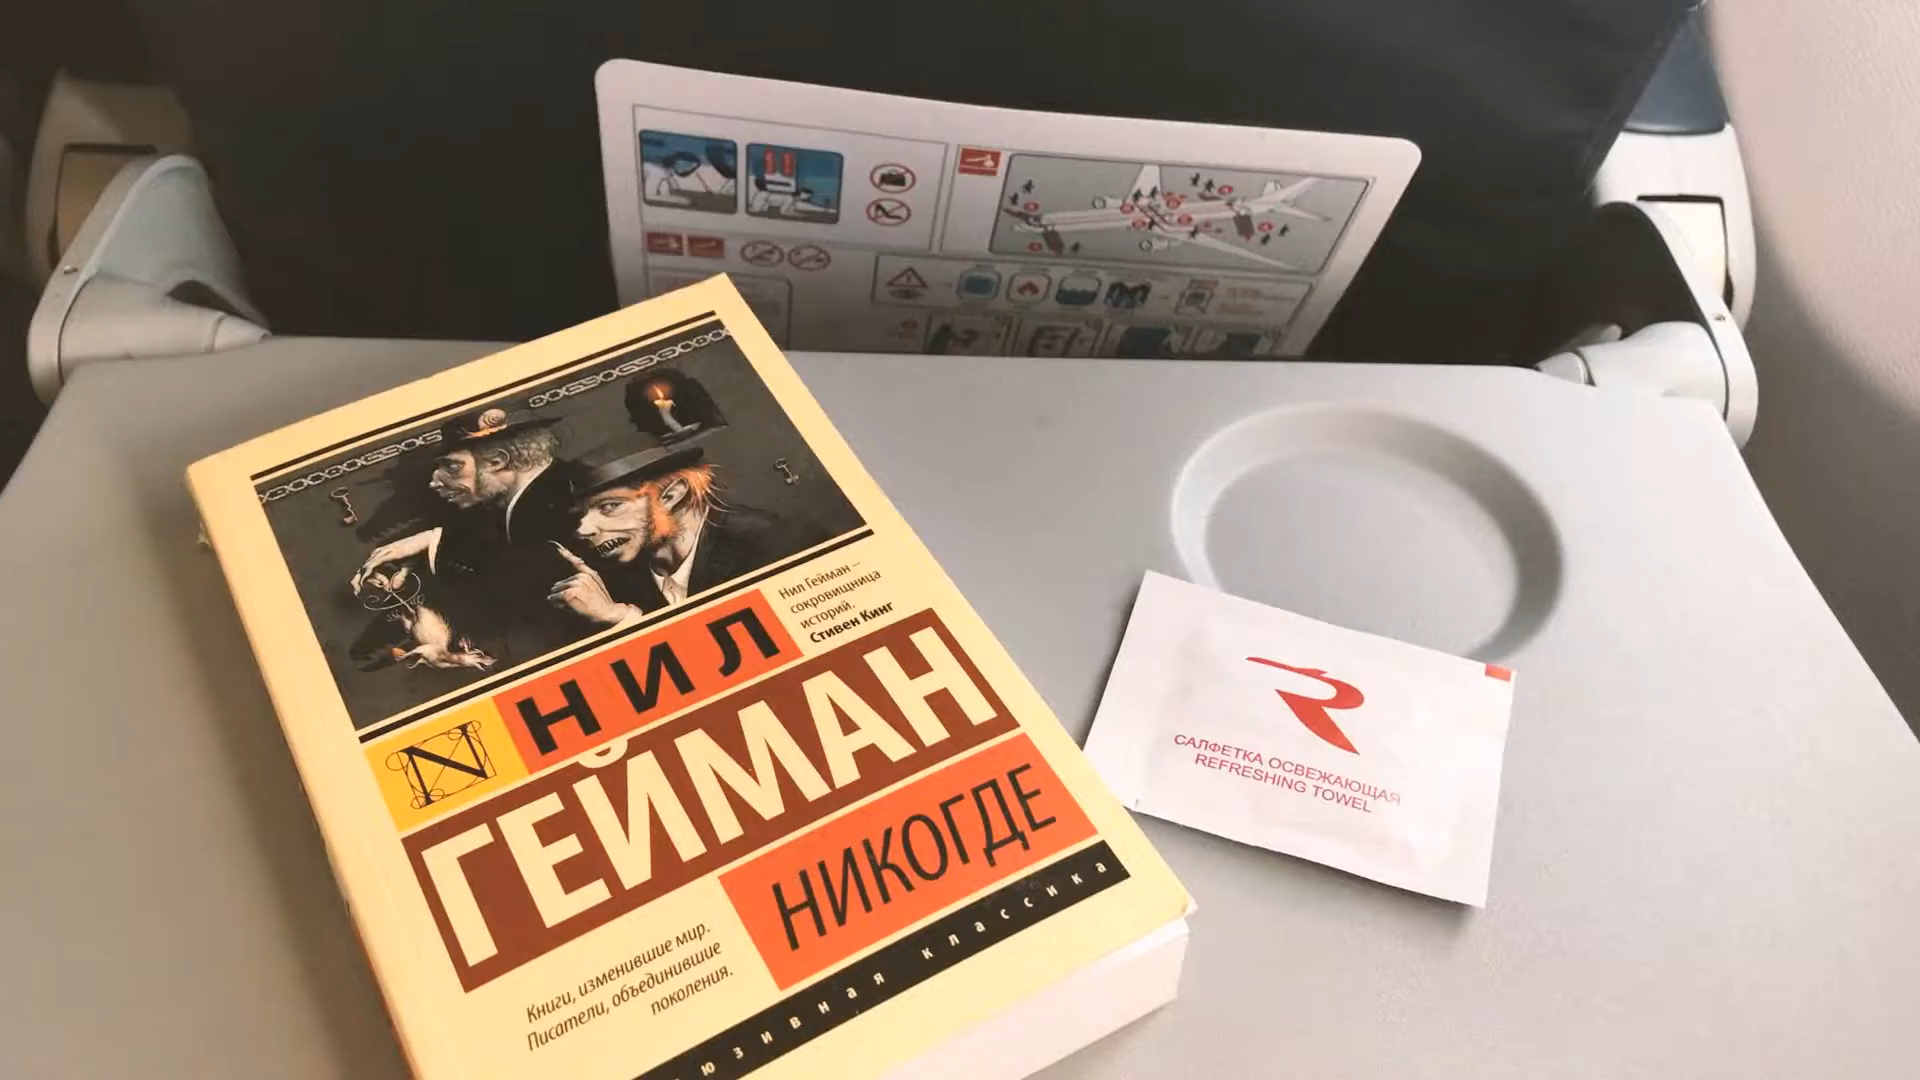 Нил Гейман –
сокровищница
историй.
Стивен Кинг
N
НИЛ
ГЕЙМАН
НИКОГДЕ
Книги, изменившие мир.
Писатели, объединившие
поколения.
юзивная классика
САЛФЕТКА ОСВЕЖАЮЩАЯ
REFRESHING TOWEL